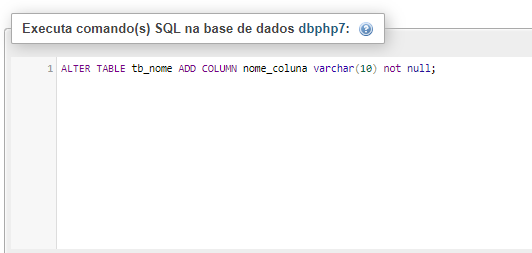 Executa comando(s) SQL na base de dados dbphp7:
1 ALTER TABLE tb_nome ADD COLUMN nome_coluna varchar(10) not null;